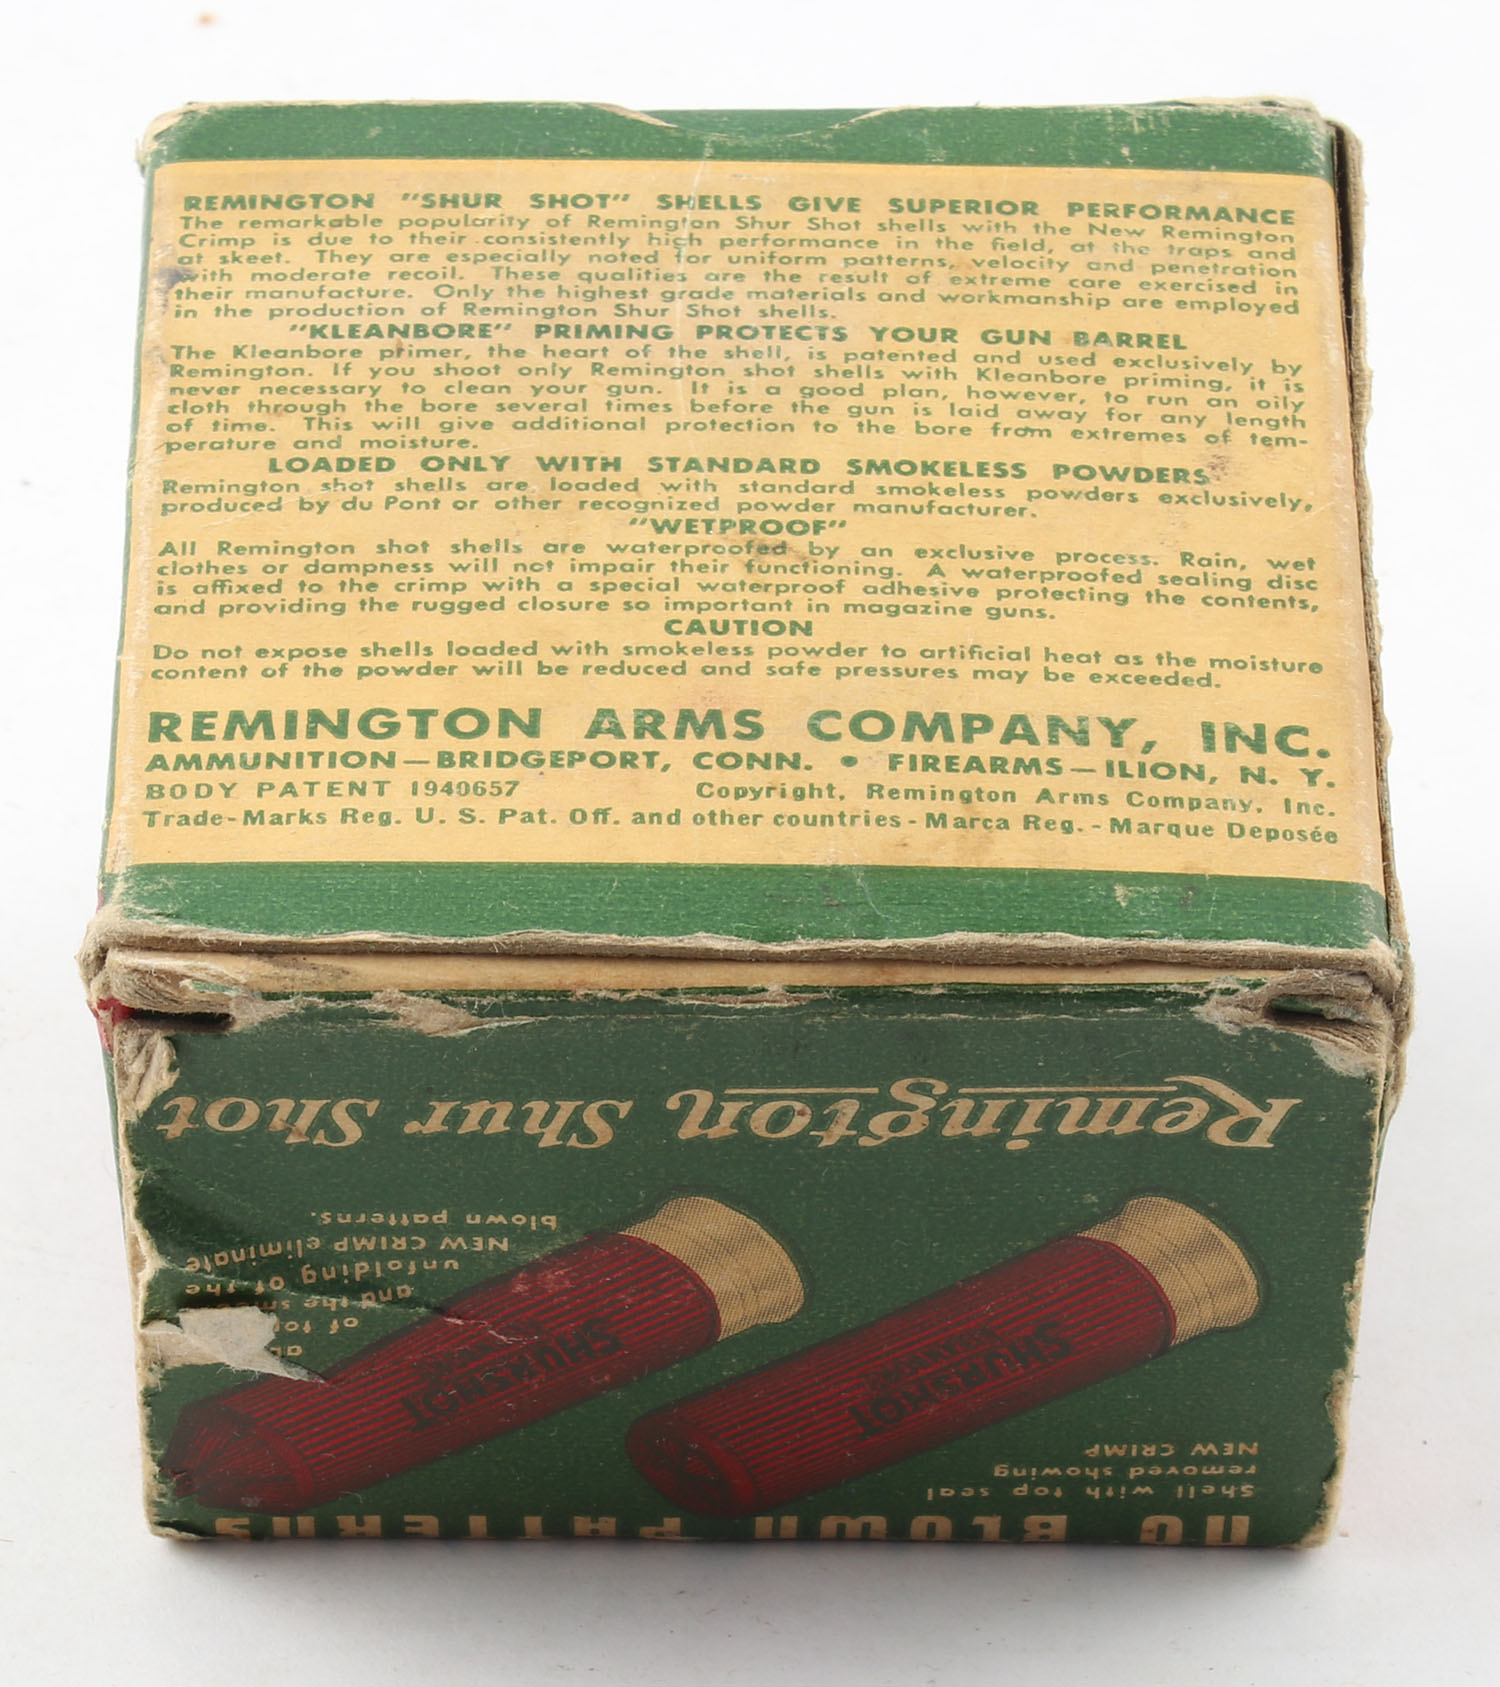 REMINGTON "SHUR SHOT" SHELLS GIVE SUPERIOR PERFORMANCE
The remarkable popularity of Remington Shur Shot shells with the New Remington
Crimp is due to their consistently high performance in the field, at the traps and
at skeet. They are especially noted for uniform patterns, velocity and penetration
with moderate recoil. These qualities are the result of extreme care exercised in
their manufacture. Only the highest grade materials and workmanship are employed
in the production of Remington Shur Shot shells.
"KLEANBORE" PRIMING PROTECTS YOUR GUN BARREL
The Kleanbore primer, the heart of the shell, is patented and used exclusively by
Remington. If you shoot only Remington shot shells with Kleanbore priming, it is
never necessary to clean your gun. It is a good plan, however, to run an oily
cloth through the bore several times before the gun is laid away for any length
of time. This will give additional protection to the bore from extremes of tem-
perature and moisture.
LOADED ONLY WITH STANDARD SMOKELESS POWDERS
Remington shot shells are loaded with standard smokeless powders exclusively,
produced by du Pont or other recognized powder manufacturer.
"WETPROOF"
All Remington shot shells are waterproofed by an exclusive process. Rain, wet
clothes or dampness will not impair their functioning. A waterproofed sealing disc
is affixed to the crimp with a special waterproof adhesive protecting the contents,
and providing the rugged closure so important in magazine guns.
CAUTION
Do not expose shells loaded with smokeless powder to artificial heat as the moisture
content of the powder will be reduced and safe pressures may be exceeded.
REMINGTON ARMS COMPANY, INC.
AMMUNITION—BRIDGEPORT, CONN. • FIREARMS—ILION, N. Y.
BODY PATENT 1940657 Copyright, Remington Arms Company, Inc.
Trade-Marks Reg. U. S. Pat. Off. and other countries - Marca Reg. - Marque Deposée
NO BLOWN PATTERNS
Shell with top seal
removed showing
NEW CRIMP
SHURSHOT
SHURSHOT
of
and the
unfolding of the
NEW CRIMP eliminate
blown patterns.
Remington Shur Shot